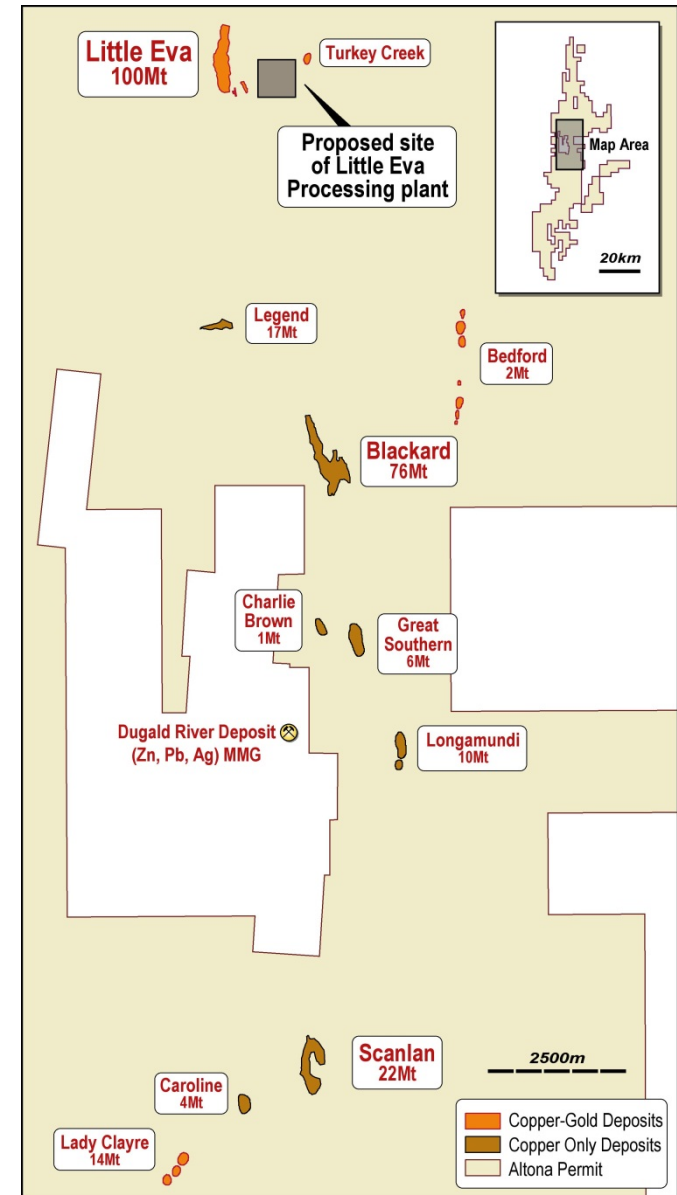 Little Eva
100Mt
Turkey Creek
Proposed site
of Little Eva
Processing plant
Map Area
20km
Legend
17Mt
Bedford
2Mt
Blackard
76Mt
Charlie
Brown
1Mt
Great
Southern
6Mt
Dugald River Deposit
(Zn, Pb, Ag) MMG
Longamundi
10Mt
Scanlan
22Mt
2500m
Caroline
4Mt
Lady Clayre
14Mt
Copper-Gold Deposits
Copper Only Deposits
Altona Permit